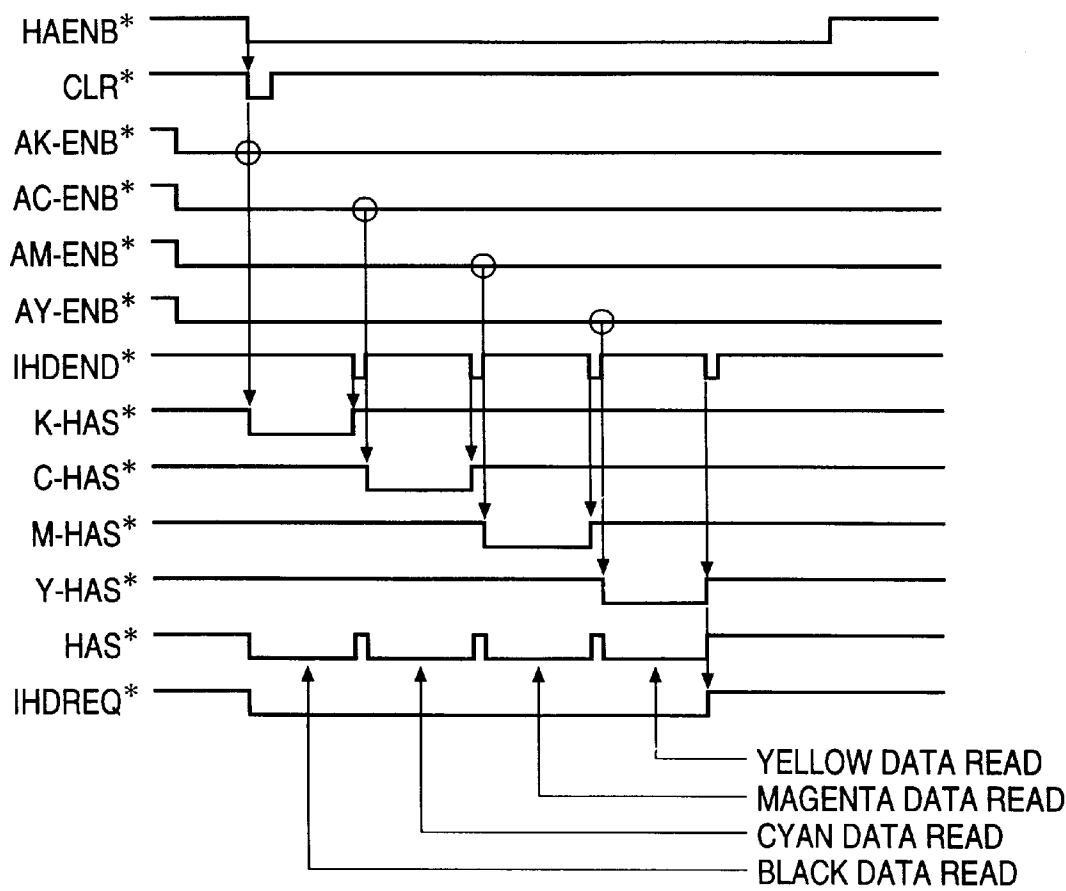 HAENB*
CLR*
AK-ENB*
AC-ENB*
AM-ENB*
AY-ENB*
IHDEND*
K-HAS*
C-HAS*
M-HAS*
Y-HAS*
HAS*
IHDREQ*
YELLOW DATA READ
MAGENTA DATA READ
CYAN DATA READ
BLACK DATA READ